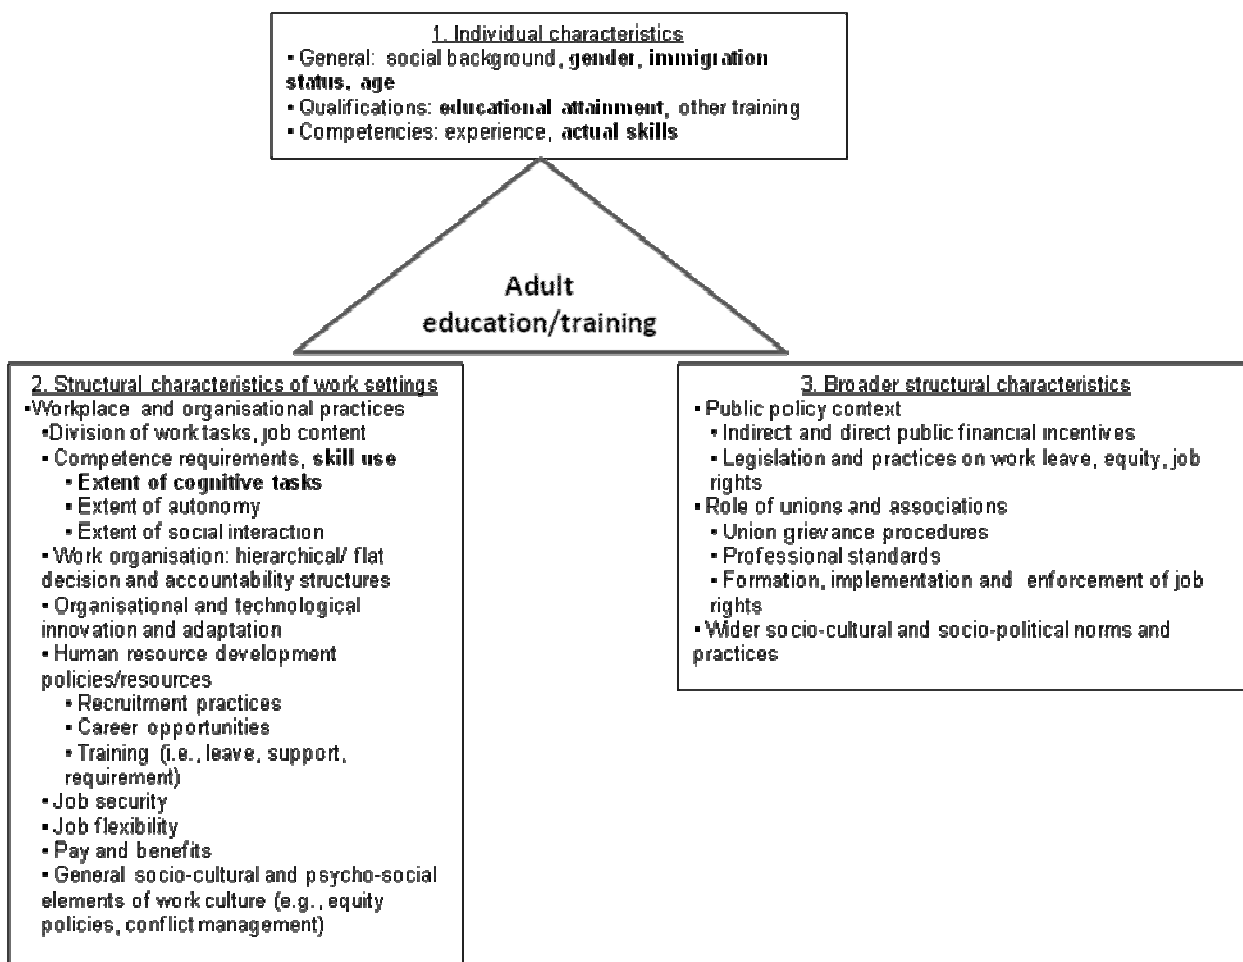 1. Individual characteristics
▪ General: social background, gender, immigration
status, age
▪ Qualifications: educational attainment, other training
▪ Competencies: experience, actual skills
Adult
education/training
2. Structural characteristics of work settings
▪Workplace and organisational practices
▪Division of work tasks, job content
▪ Competence requirements, skill use
▪ Extent of cognitive tasks
▪ Extent of autonomy
▪ Extent of social interaction
▪ Work organisation: hierarchical/ flat
decision and accountability structures
▪ Organisational and technological
innovation and adaptation
▪ Human resource development
policies/resources
▪ Recruitment practices
▪ Career opportunities
▪ Training (i.e., leave, support,
requirement)
▪ Job security
▪ Job flexibility
▪ Pay and benefits
▪ General socio-cultural and psycho-social
elements of work culture (e.g., equity
policies, conflict management)
3. Broader structural characteristics
▪ Public policy context
▪ Indirect and direct public financial incentives
▪ Legislation and practices on work leave, equity, job
rights
▪ Role of unions and associations
▪ Union grievance procedures
▪ Professional standards
▪ Formation, implementation and enforcement of job
rights
▪ Wider socio-cultural and socio-political norms and
practices